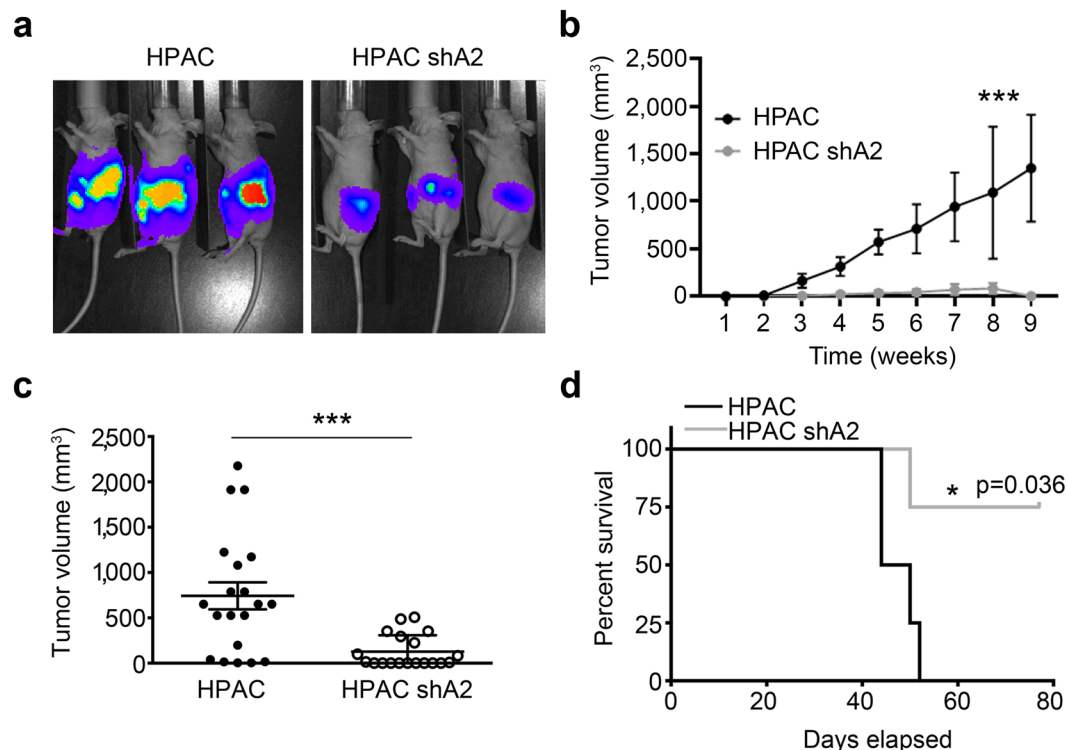 a
HPAC
HPAC shA2
b
Tumor volume (mm³)
2,500
2,000
1,500
1,000
500
0
HPAC
HPAC shA2
***
1 2 3 4 5 6 7 8 9
Time (weeks)
c
Tumor volume (mm³)
2,500
2,000
1,500
1,000
500
0
***
HPAC
HPAC shA2
d
HPAC
HPAC shA2
Percent survival
100
75
50
25
0
* p=0.036
0 20 40 60 80
Days elapsed